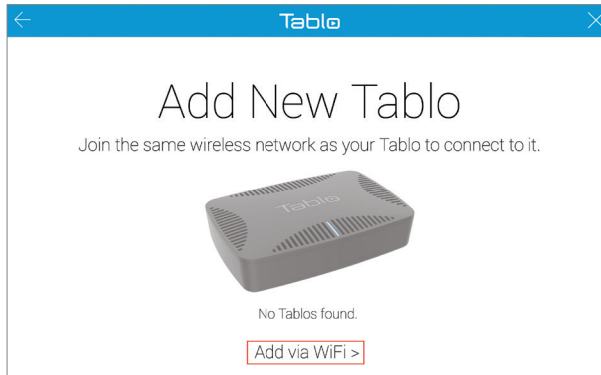 Tablo
Add New Tablo
Join the same wireless network as your Tablo to connect to it.
Tablo
No Tablos found.
Add via WiFi >